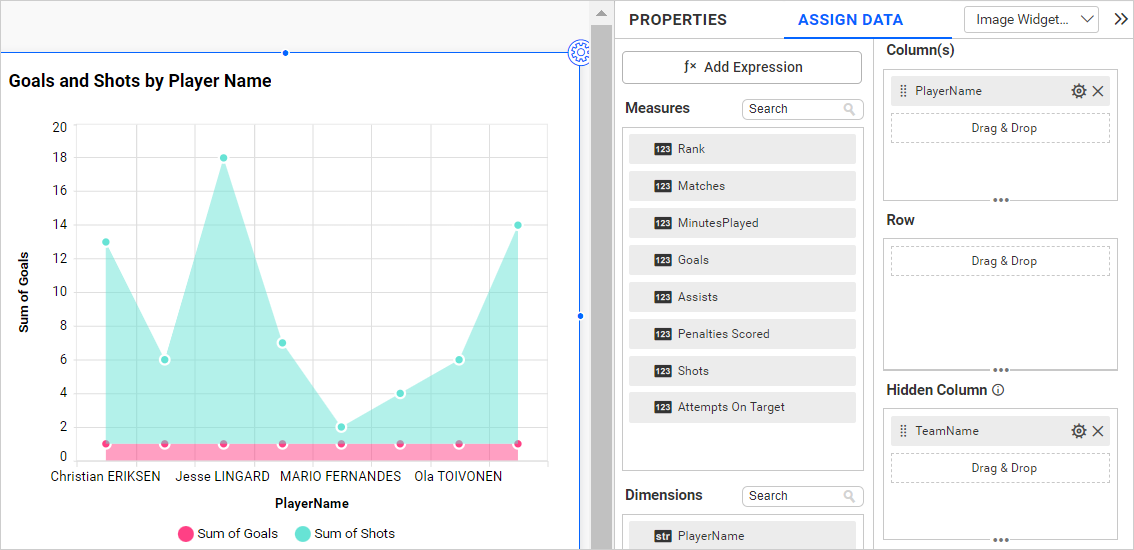 PROPERTIES
ASSIGN DATA
Image Widget...
Goals and Shots by Player Name
20
18
16
14
12
10
8
6
4
2
0
Sum of Goals
Christian ERIKSEN Jesse LINGARD MARIO FERNANDES Ola TOIVONEN
PlayerName
Sum of Goals Sum of Shots
ƒ× Add Expression
Measures
Search
123 Rank
123 Matches
123 MinutesPlayed
123 Goals
123 Assists
123 Penalties Scored
123 Shots
123 Attempts On Target
Dimensions
Search
str PlayerName
Column(s)
PlayerName
Drag & Drop
Row
Drag & Drop
Hidden Column
TeamName
Drag & Drop